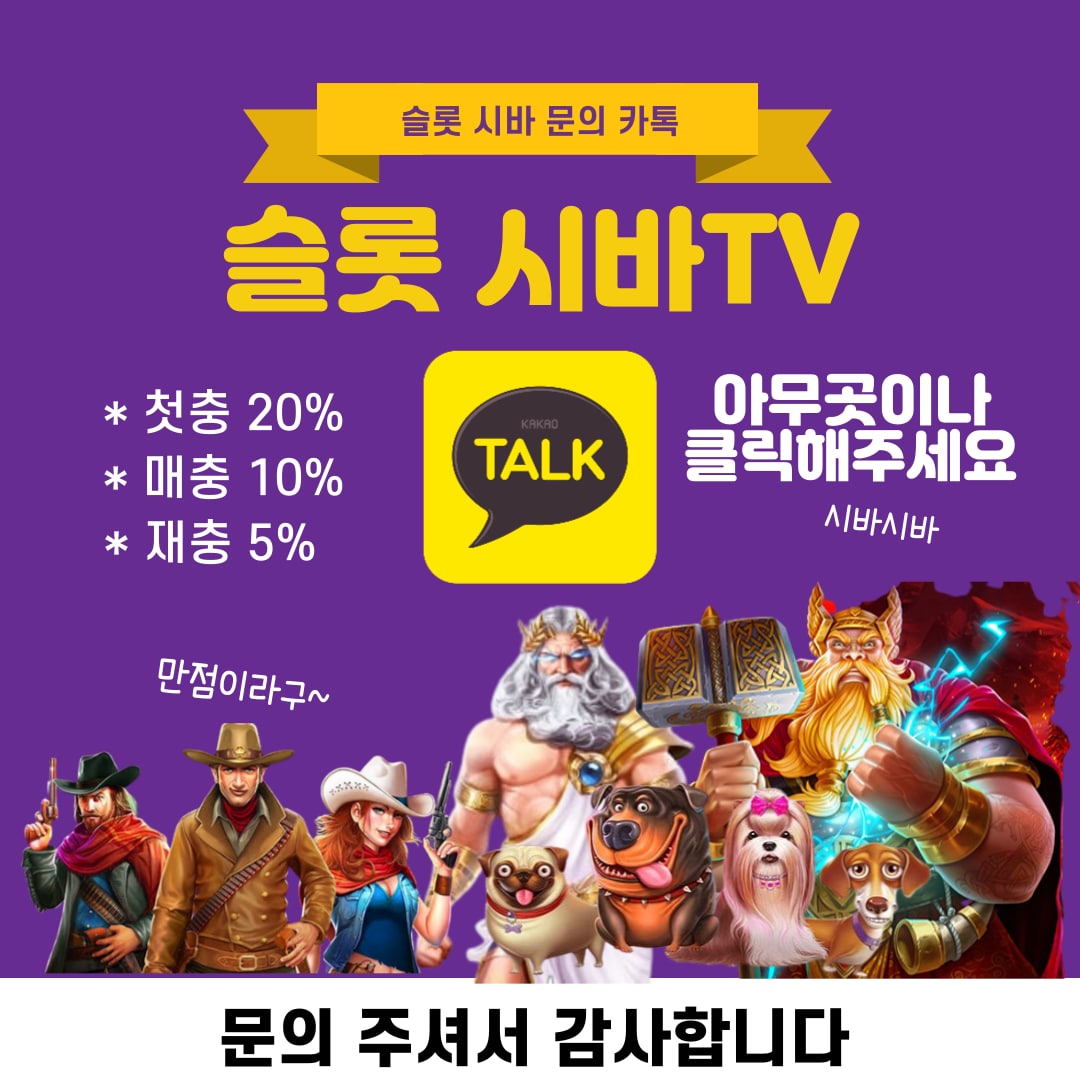 슬롯 시바 문의 카톡
슬롯 시바TV
* 첫충 20%
* 매충 10%
* 재충 5%
KAKAO
TALK
아무곳이나
클릭해주세요
시바시바
만점이라구~
문의 주셔서 감사합니다